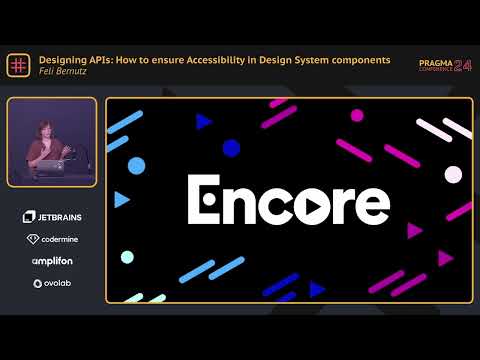 Designing APIs: How to ensure Accessibility in Design System components
Feli Bernutz
PRAGMA
CONFERENCE 24
Encore
JETBRAINS
codermine
amplifon
ovolab